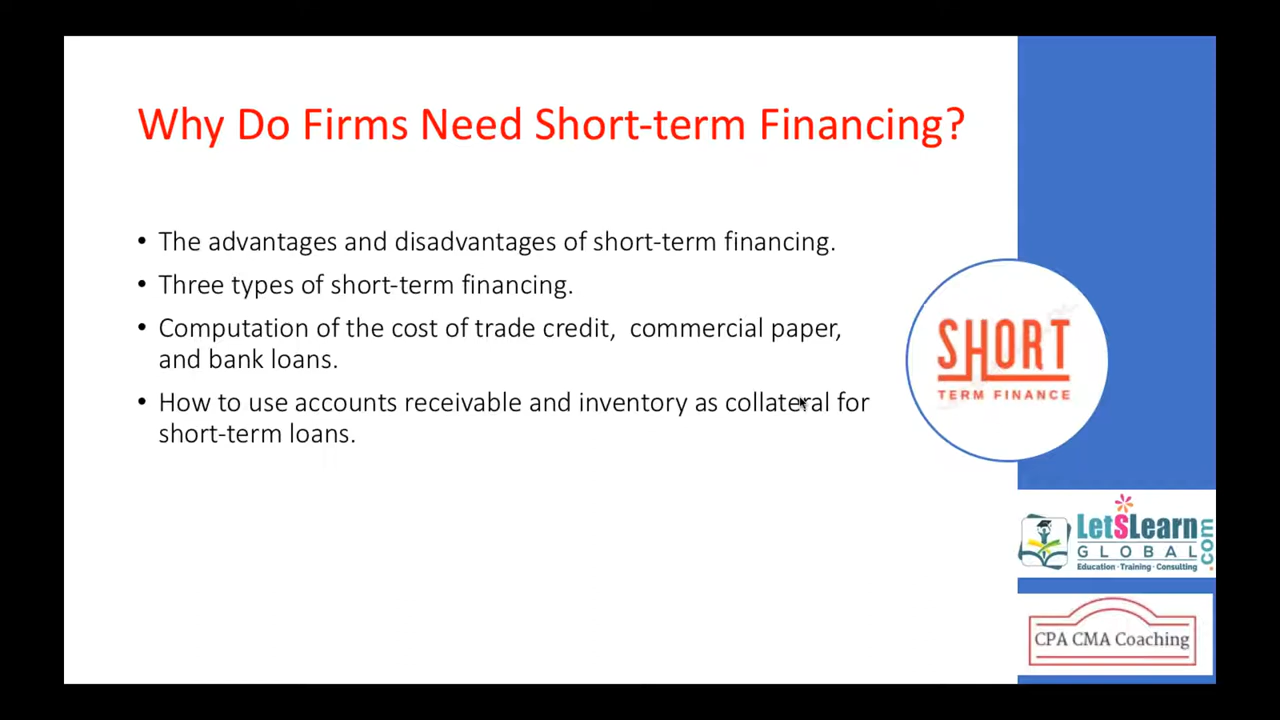 Why Do Firms Need Short-term Financing?
• The advantages and disadvantages of short-term financing.
• Three types of short-term financing.
• Computation of the cost of trade credit,  commercial paper,
and bank loans.
• How to use accounts receivable and inventory as collateral for
short-term loans.
SHORT
TERM FINANCE
LetSLearn
GLOBAL
.com
Education · Training · Consulting
CPA CMA Coaching